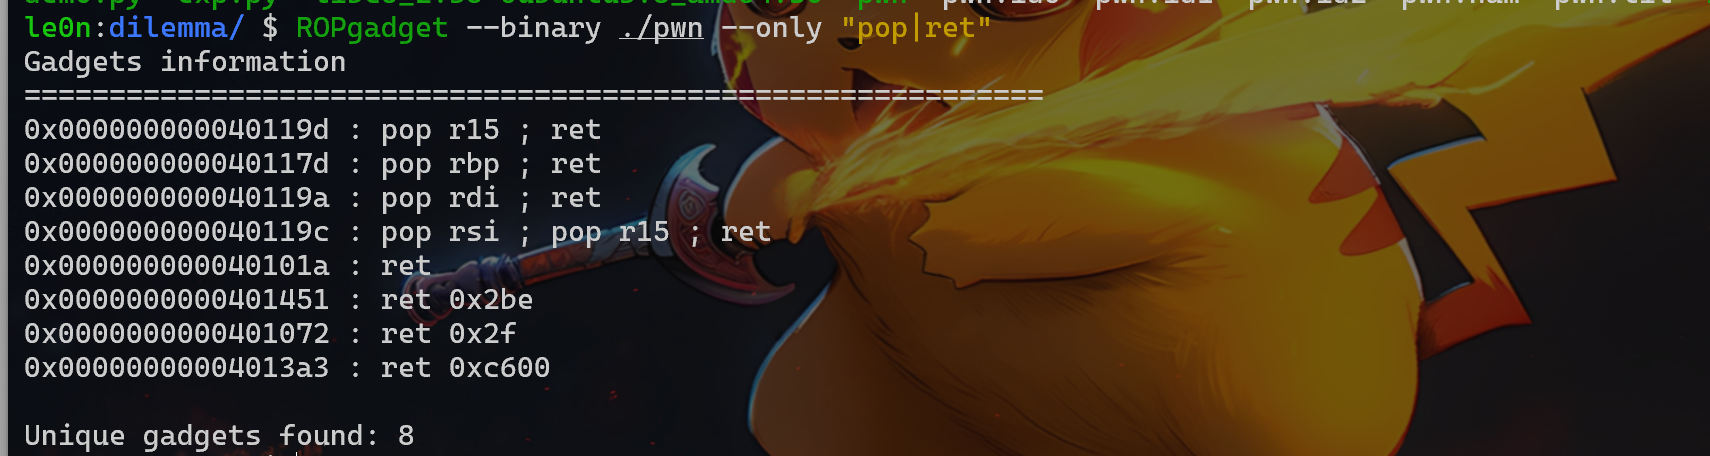 le0n:dilemma/ $ ROPgadget --binary ./pwn --only "pop|ret"
Gadgets information
============================================================
0x000000000040119d : pop r15 ; ret
0x000000000040117d : pop rbp ; ret
0x000000000040119a : pop rdi ; ret
0x000000000040119c : pop rsi ; pop r15 ; ret
0x000000000040101a : ret
0x0000000000401451 : ret 0x2be
0x0000000000401072 : ret 0x2f
0x00000000004013a3 : ret 0xc600
Unique gadgets found: 8